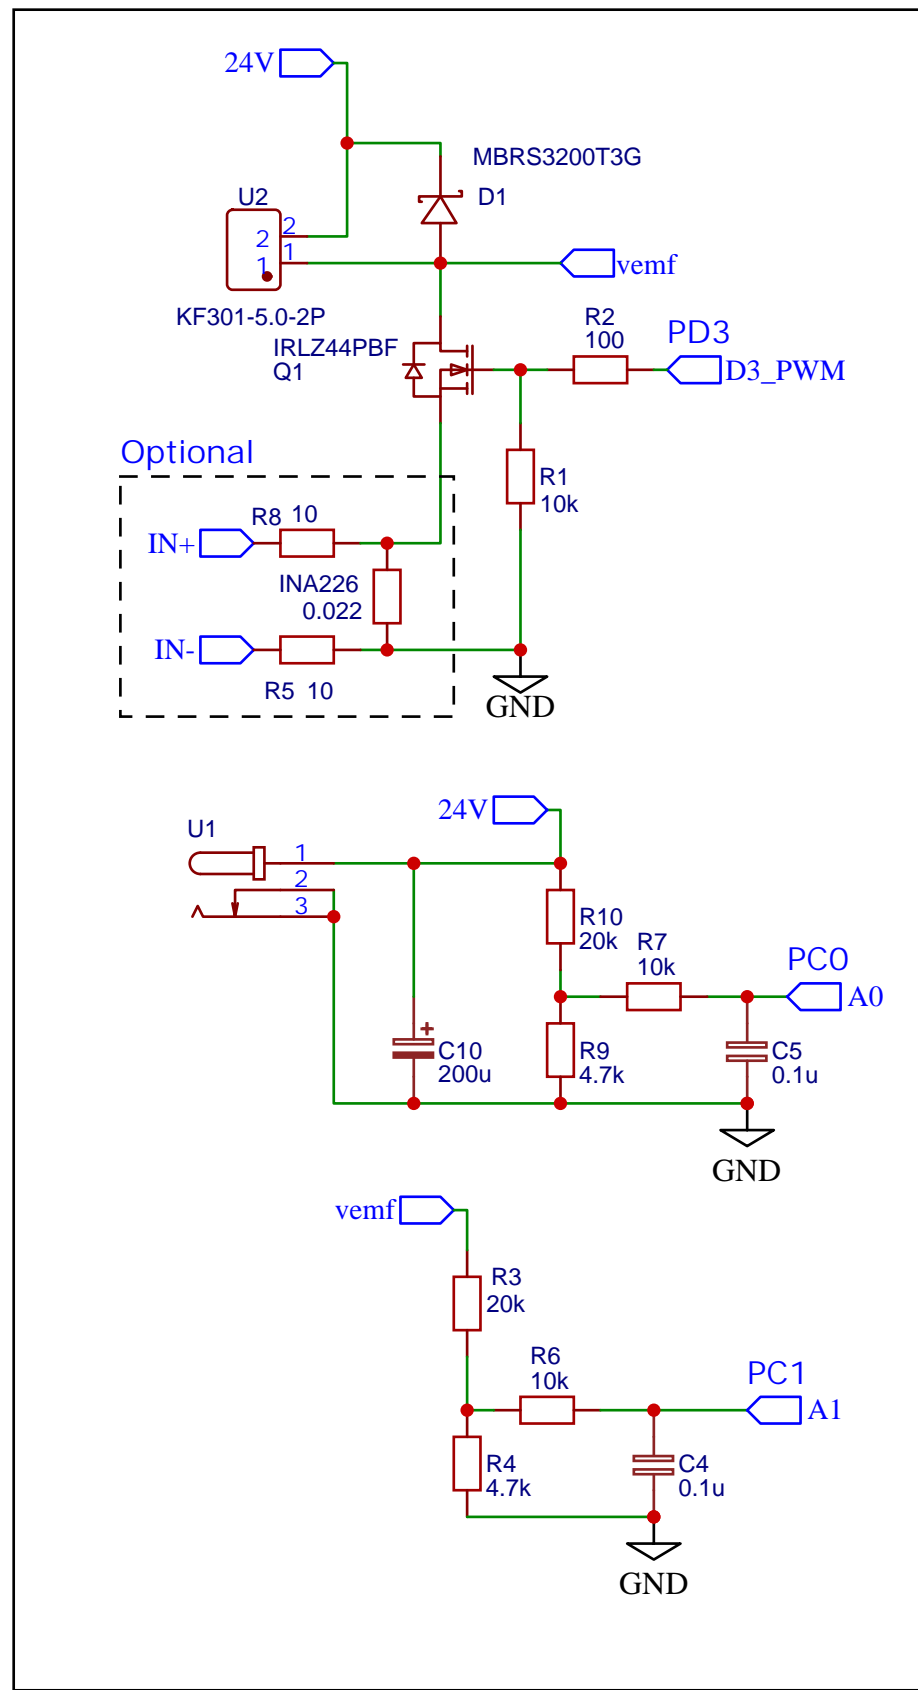 24V
MBRS3200T3G
U2
D1
2
2
1
1
vemf
KF301-5.0-2P
R2
PD3
IRLZ44PBF
100
Q1
D3_PWM
Optional
R1
10k
R8 10
IN+
INA226
0.022
IN-
R5 10
GND
24V
U1
1
2
3
R10
20k
R7
10k
PC0
A0
+
C10
200u
R9
4.7k
C5
0.1u
GND
vemf
R3
20k
R6
10k
PC1
A1
R4
4.7k
C4
0.1u
GND